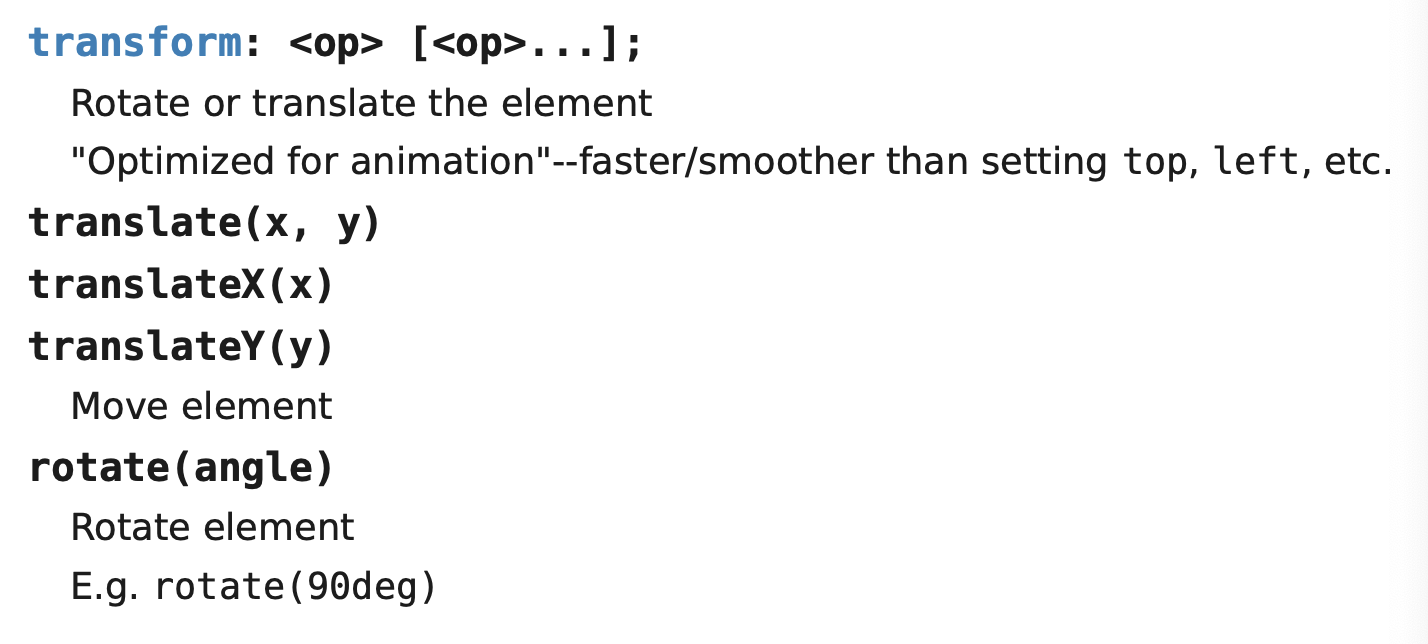 transform: <op> [<op>...];
Rotate or translate the element
"Optimized for animation"--faster/smoother than setting top, left, etc.
translate(x, y)
translateX(x)
translateY(y)
Move element
rotate(angle)
Rotate element
E.g. rotate(90deg)